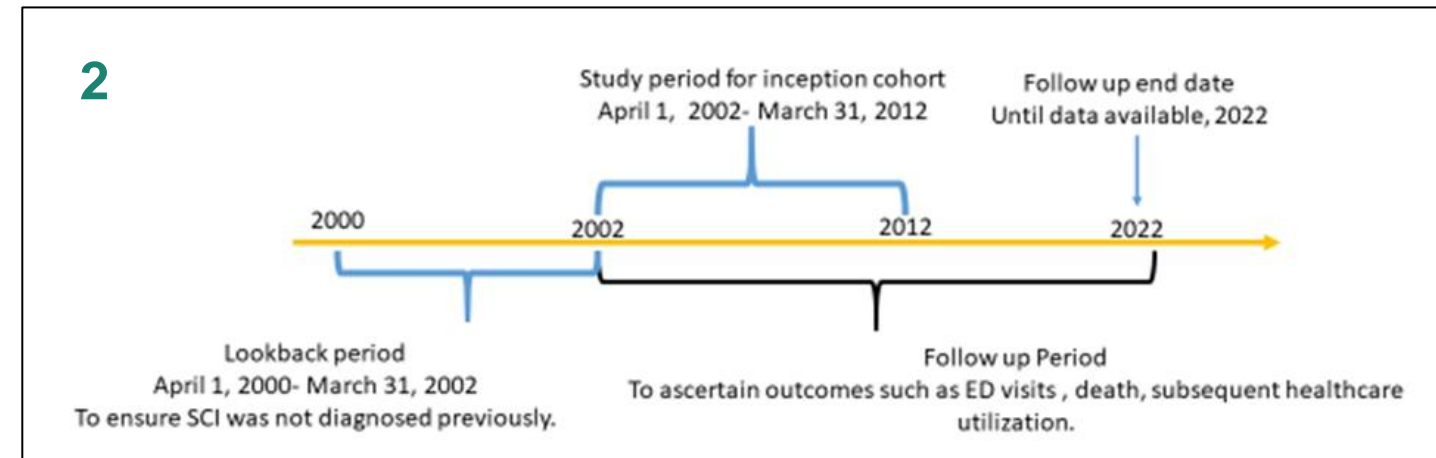 2
Study period for inception cohort
April 1, 2002- March 31, 2012
Follow up end date
Until data available, 2022
2000
2002
2012
2022
Lookback period
April 1, 2000- March 31, 2002
To ensure SCI was not diagnosed previously.
Follow up Period
To ascertain outcomes such as ED visits , death, subsequent healthcare
utilization.